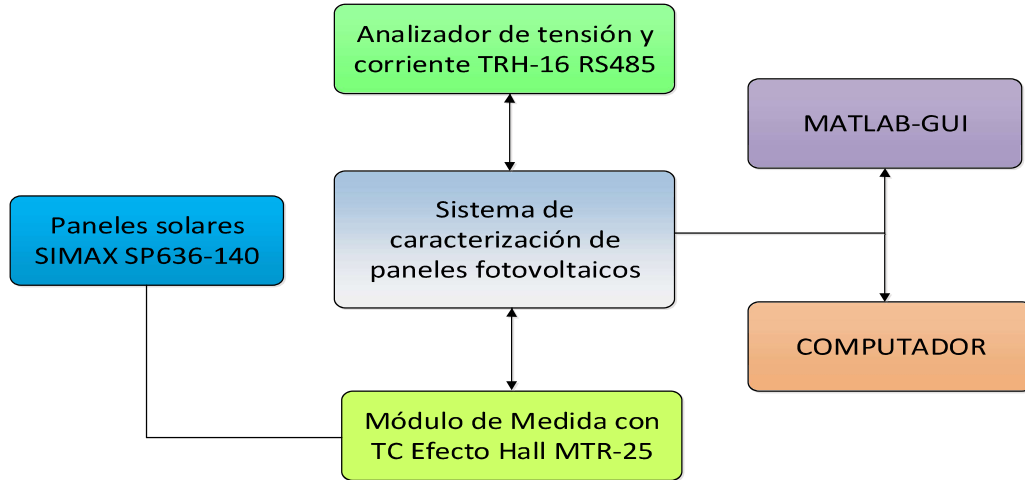 Analizador de tensión y
corriente TRH-16 RS485
MATLAB-GUI
Sistema de
caracterización de
paneles fotovoltaicos
Paneles solares
SIMAX SP636-140
COMPUTADOR
Módulo de Medida con
TC Efecto Hall MTR-25